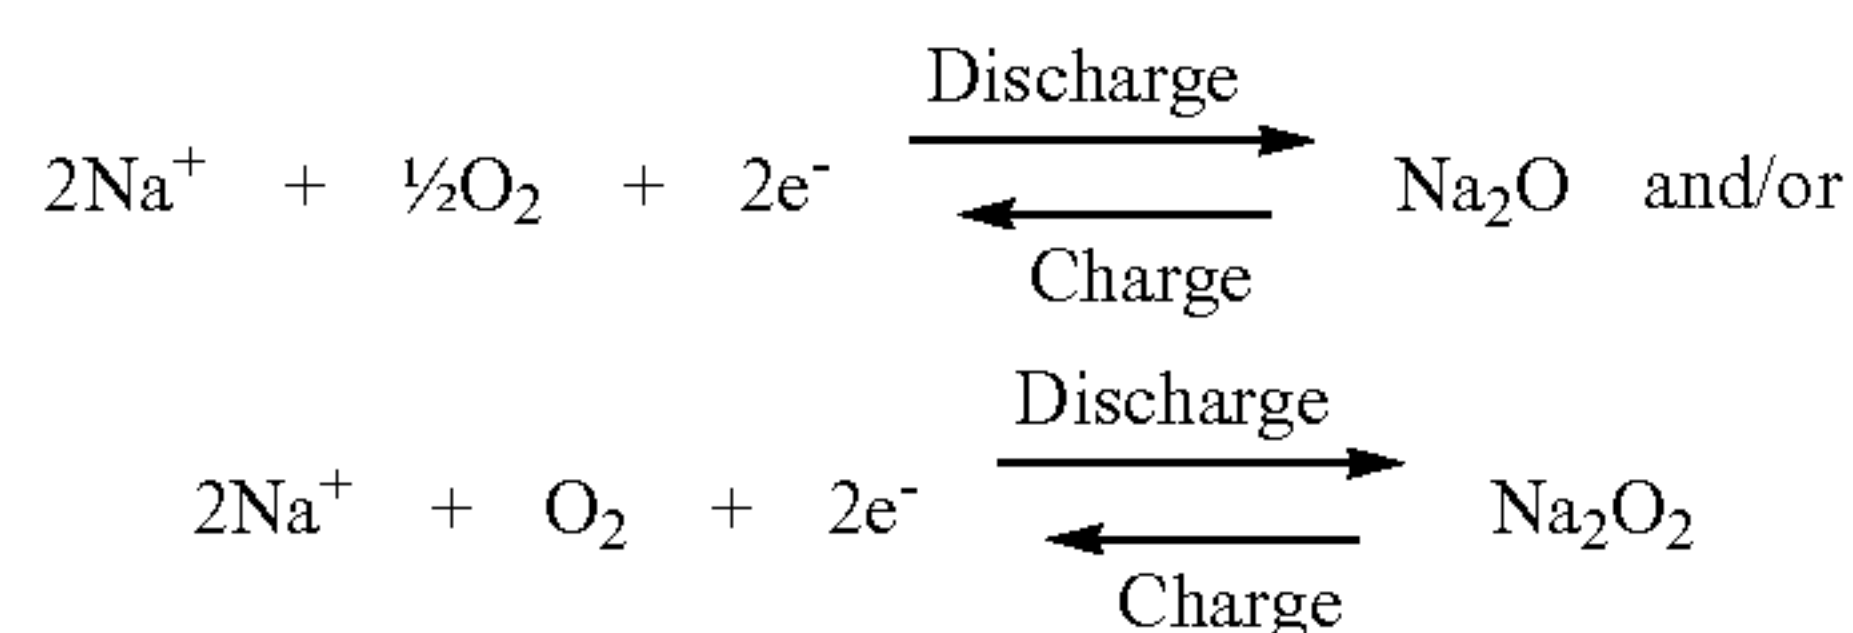 Discharge
2Na⁺ + ½O₂ + 2e⁻ Na₂O and/or
Charge
Discharge
2Na⁺ + O₂ + 2e⁻ Na₂O₂
Charge